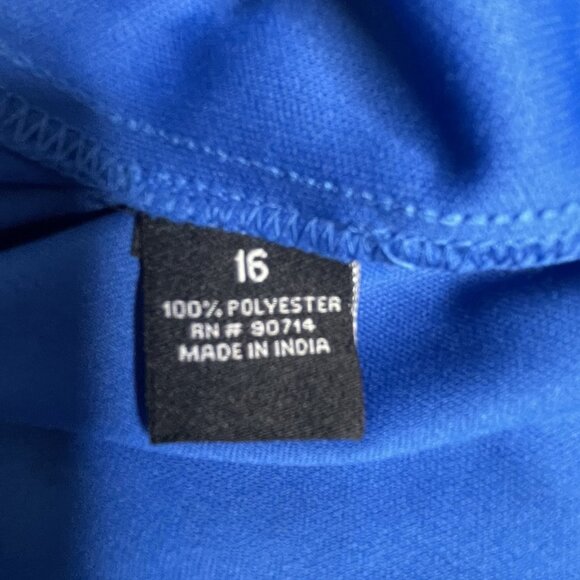 16
100% POLYESTER
RN # 90714
MADE IN INDIA